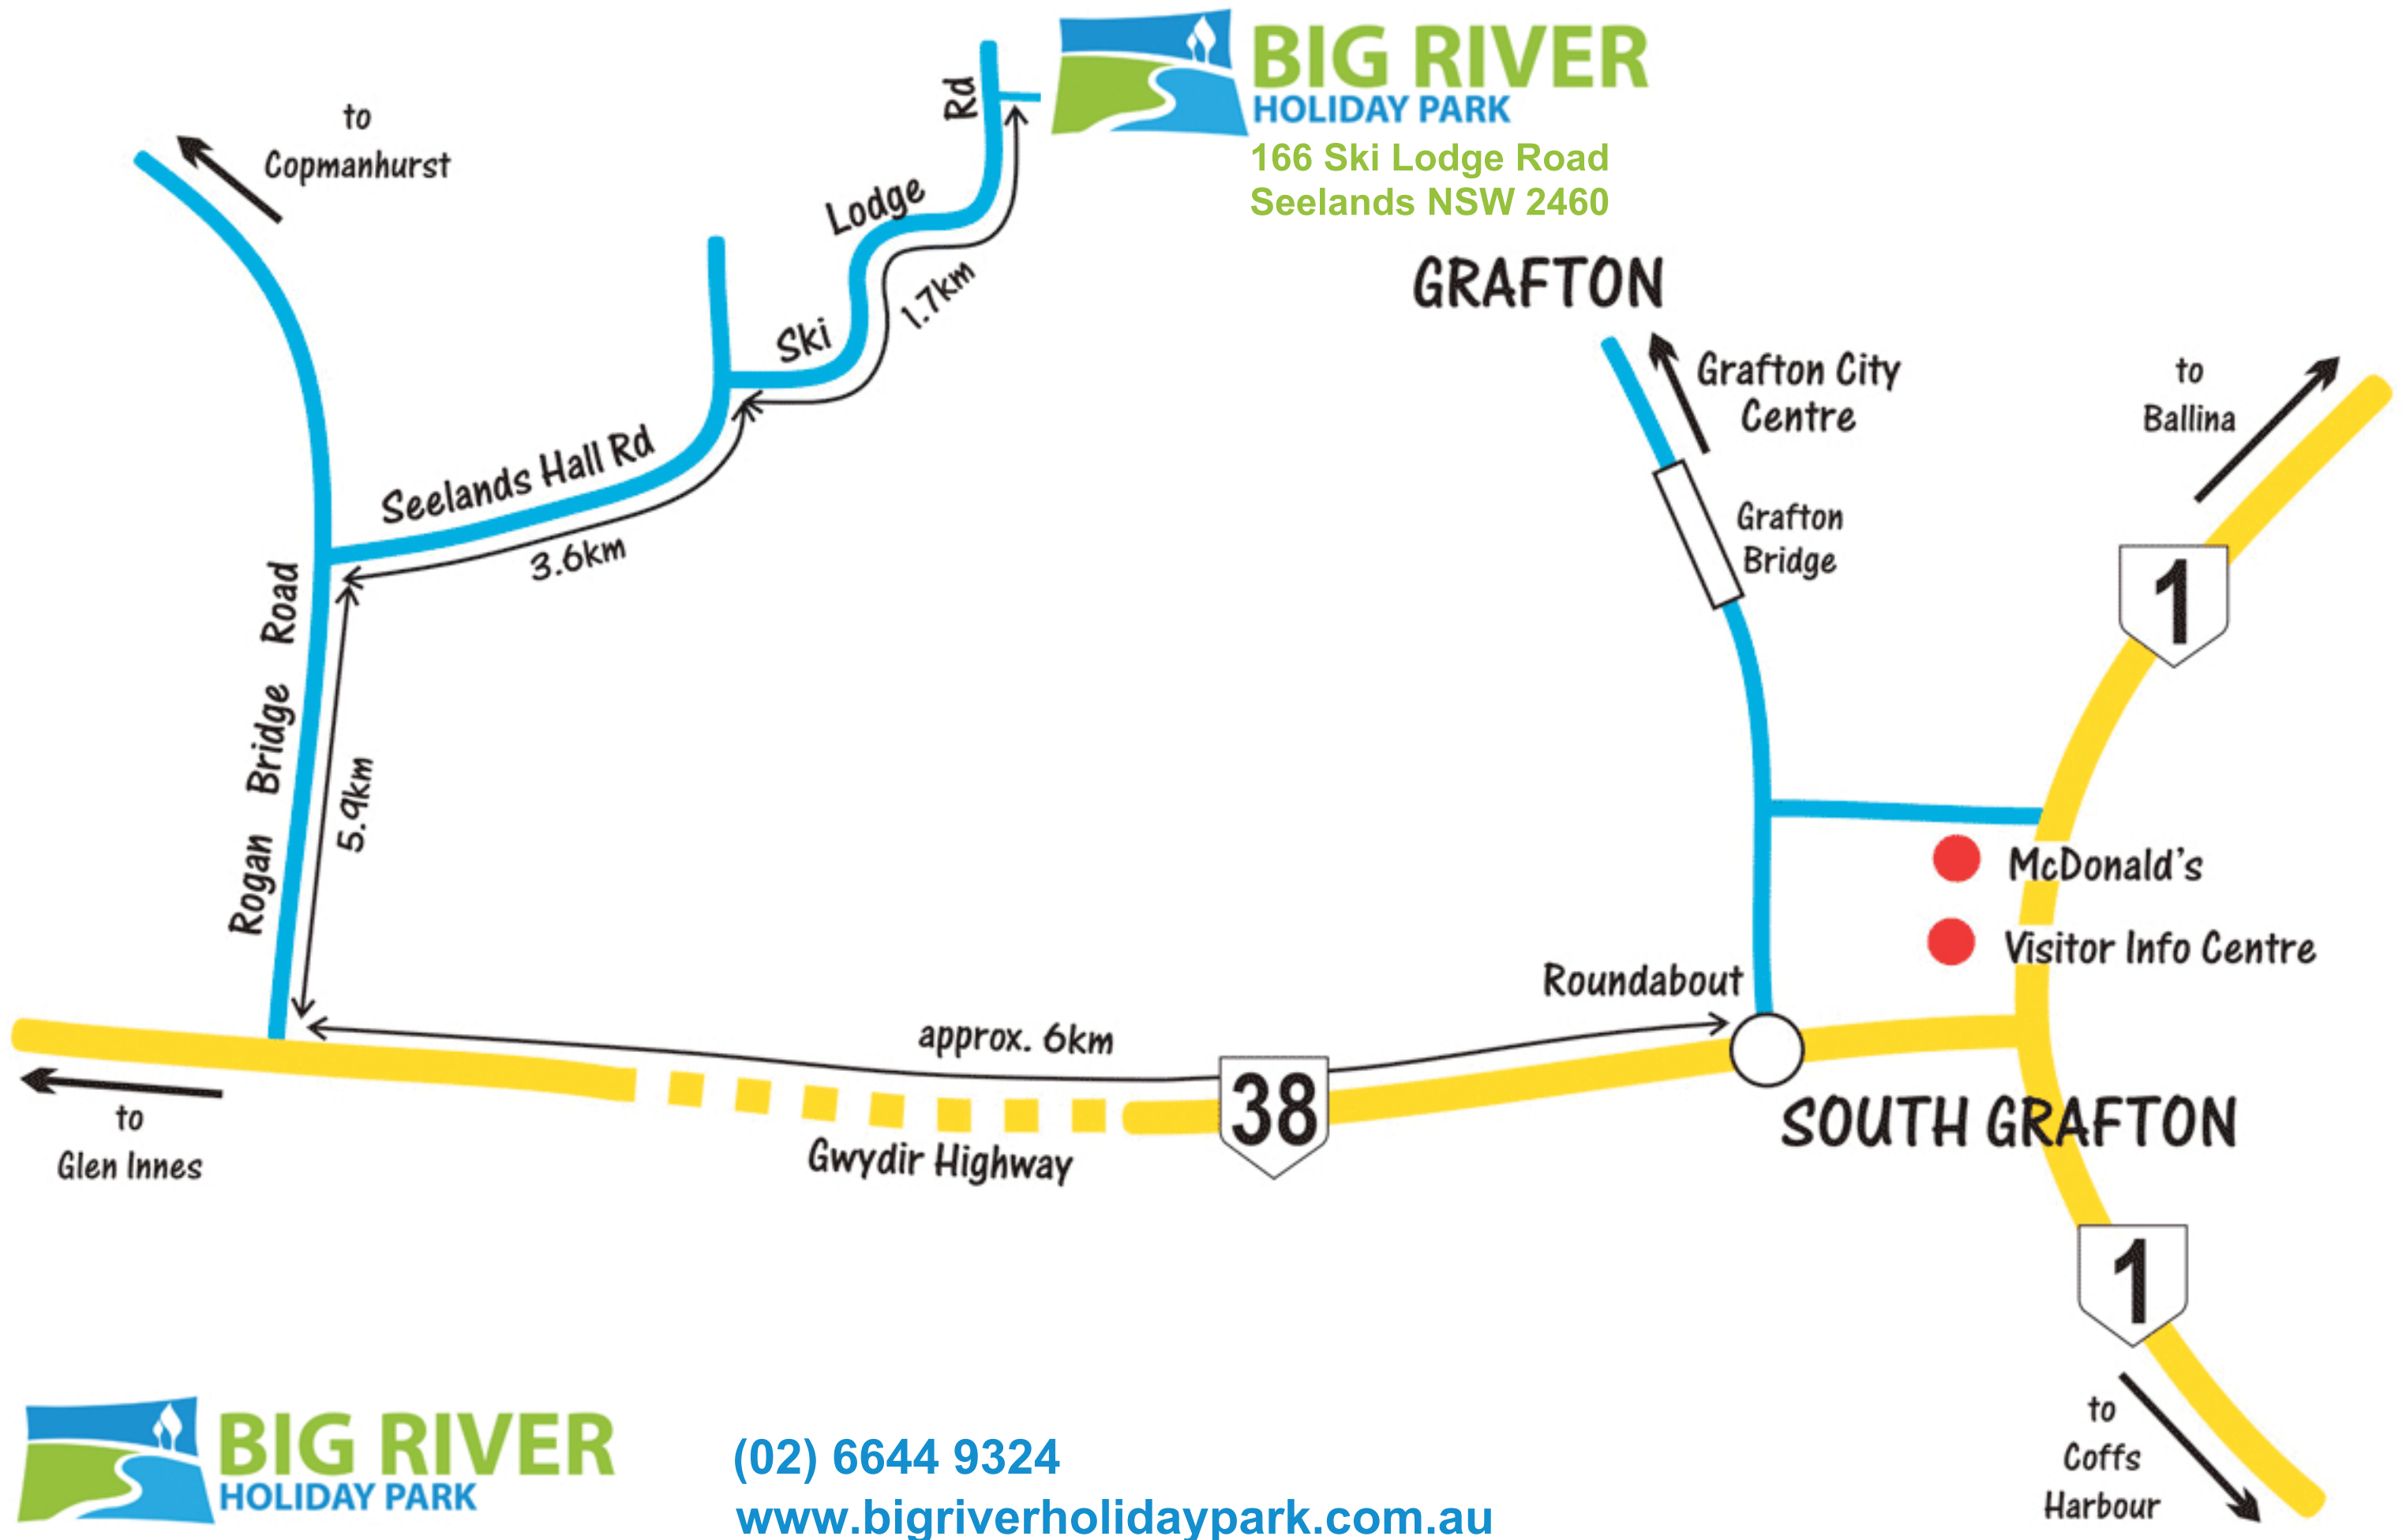 BIG RIVER
HOLIDAY PARK
166 Ski Lodge Road
Seelands NSW 2460
to
Copmanhurst
Ski Lodge Rd
1.7km
Seelands Hall Rd
3.6km
Rogan Bridge Road
5.9km
GRAFTON
Grafton City
Centre
Grafton
Bridge
to
Ballina
1
McDonald's
Visitor Info Centre
Roundabout
approx. 6km
38
Gwydir Highway
to
Glen Innes
SOUTH GRAFTON
1
to
Coffs
Harbour
BIG RIVER
HOLIDAY PARK
(02) 6644 9324
www.bigriverholidaypark.com.au